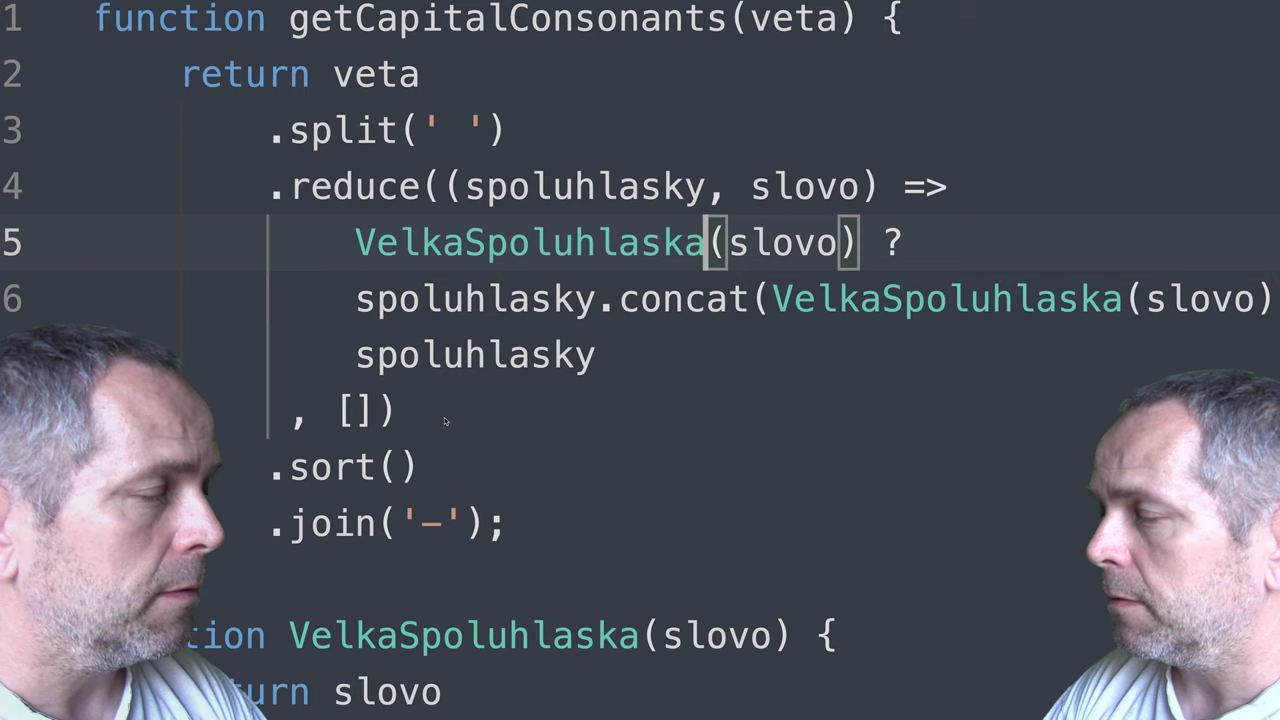 1 function getCapitalConsonants(veta) {
2 return veta
3 .split(' ')
4 .reduce((spoluhlasky, slovo) =>
5 VelkaSpoluhlaska(slovo) ?
6 spoluhlasky.concat(VelkaSpoluhlaska(slovo)
spoluhlasky
, [])
.sort()
.join('-');
tion VelkaSpoluhlaska(slovo) {
turn slovo